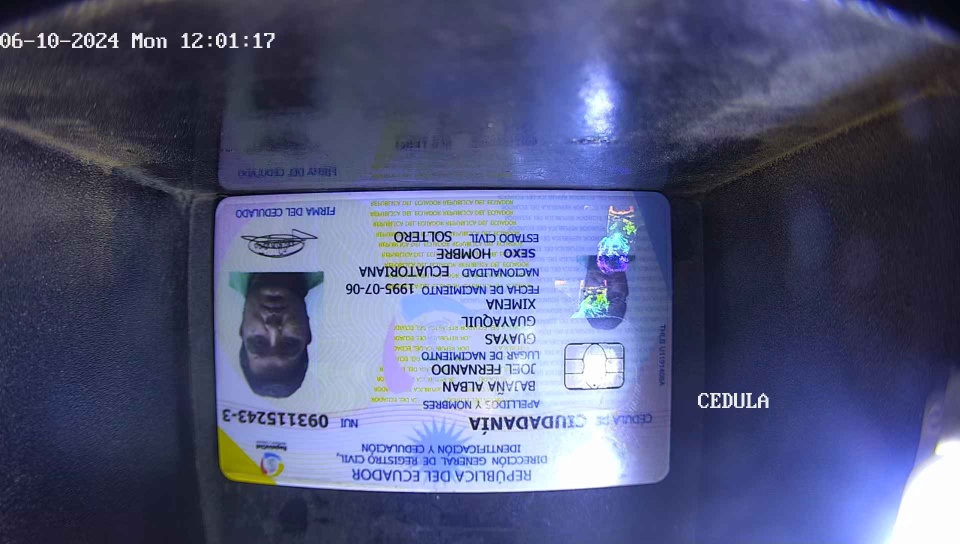 06-10-2024 Mon 12:01:17
CEDULA
REPÚBLICA DEL ECUADOR
DIRECCIÓN GENERAL DE REGISTRO CIVIL,
IDENTIFICACIÓN Y CEDULACIÓN
CÉDULA DE CIUDADANÍA
NUI 093115243-3
APELLIDOS Y NOMBRES
BAJAÑA ALBAN
JOEL FERNANDO
LUGAR DE NACIMIENTO
GUAYAS
GUAYAQUIL
XIMENA
FECHA DE NACIMIENTO 1995-07-06
NACIONALIDAD ECUATORIANA
SEXO HOMBRE
ESTADO CIVIL SOLTERO
FIRMA DEL CEDULADO